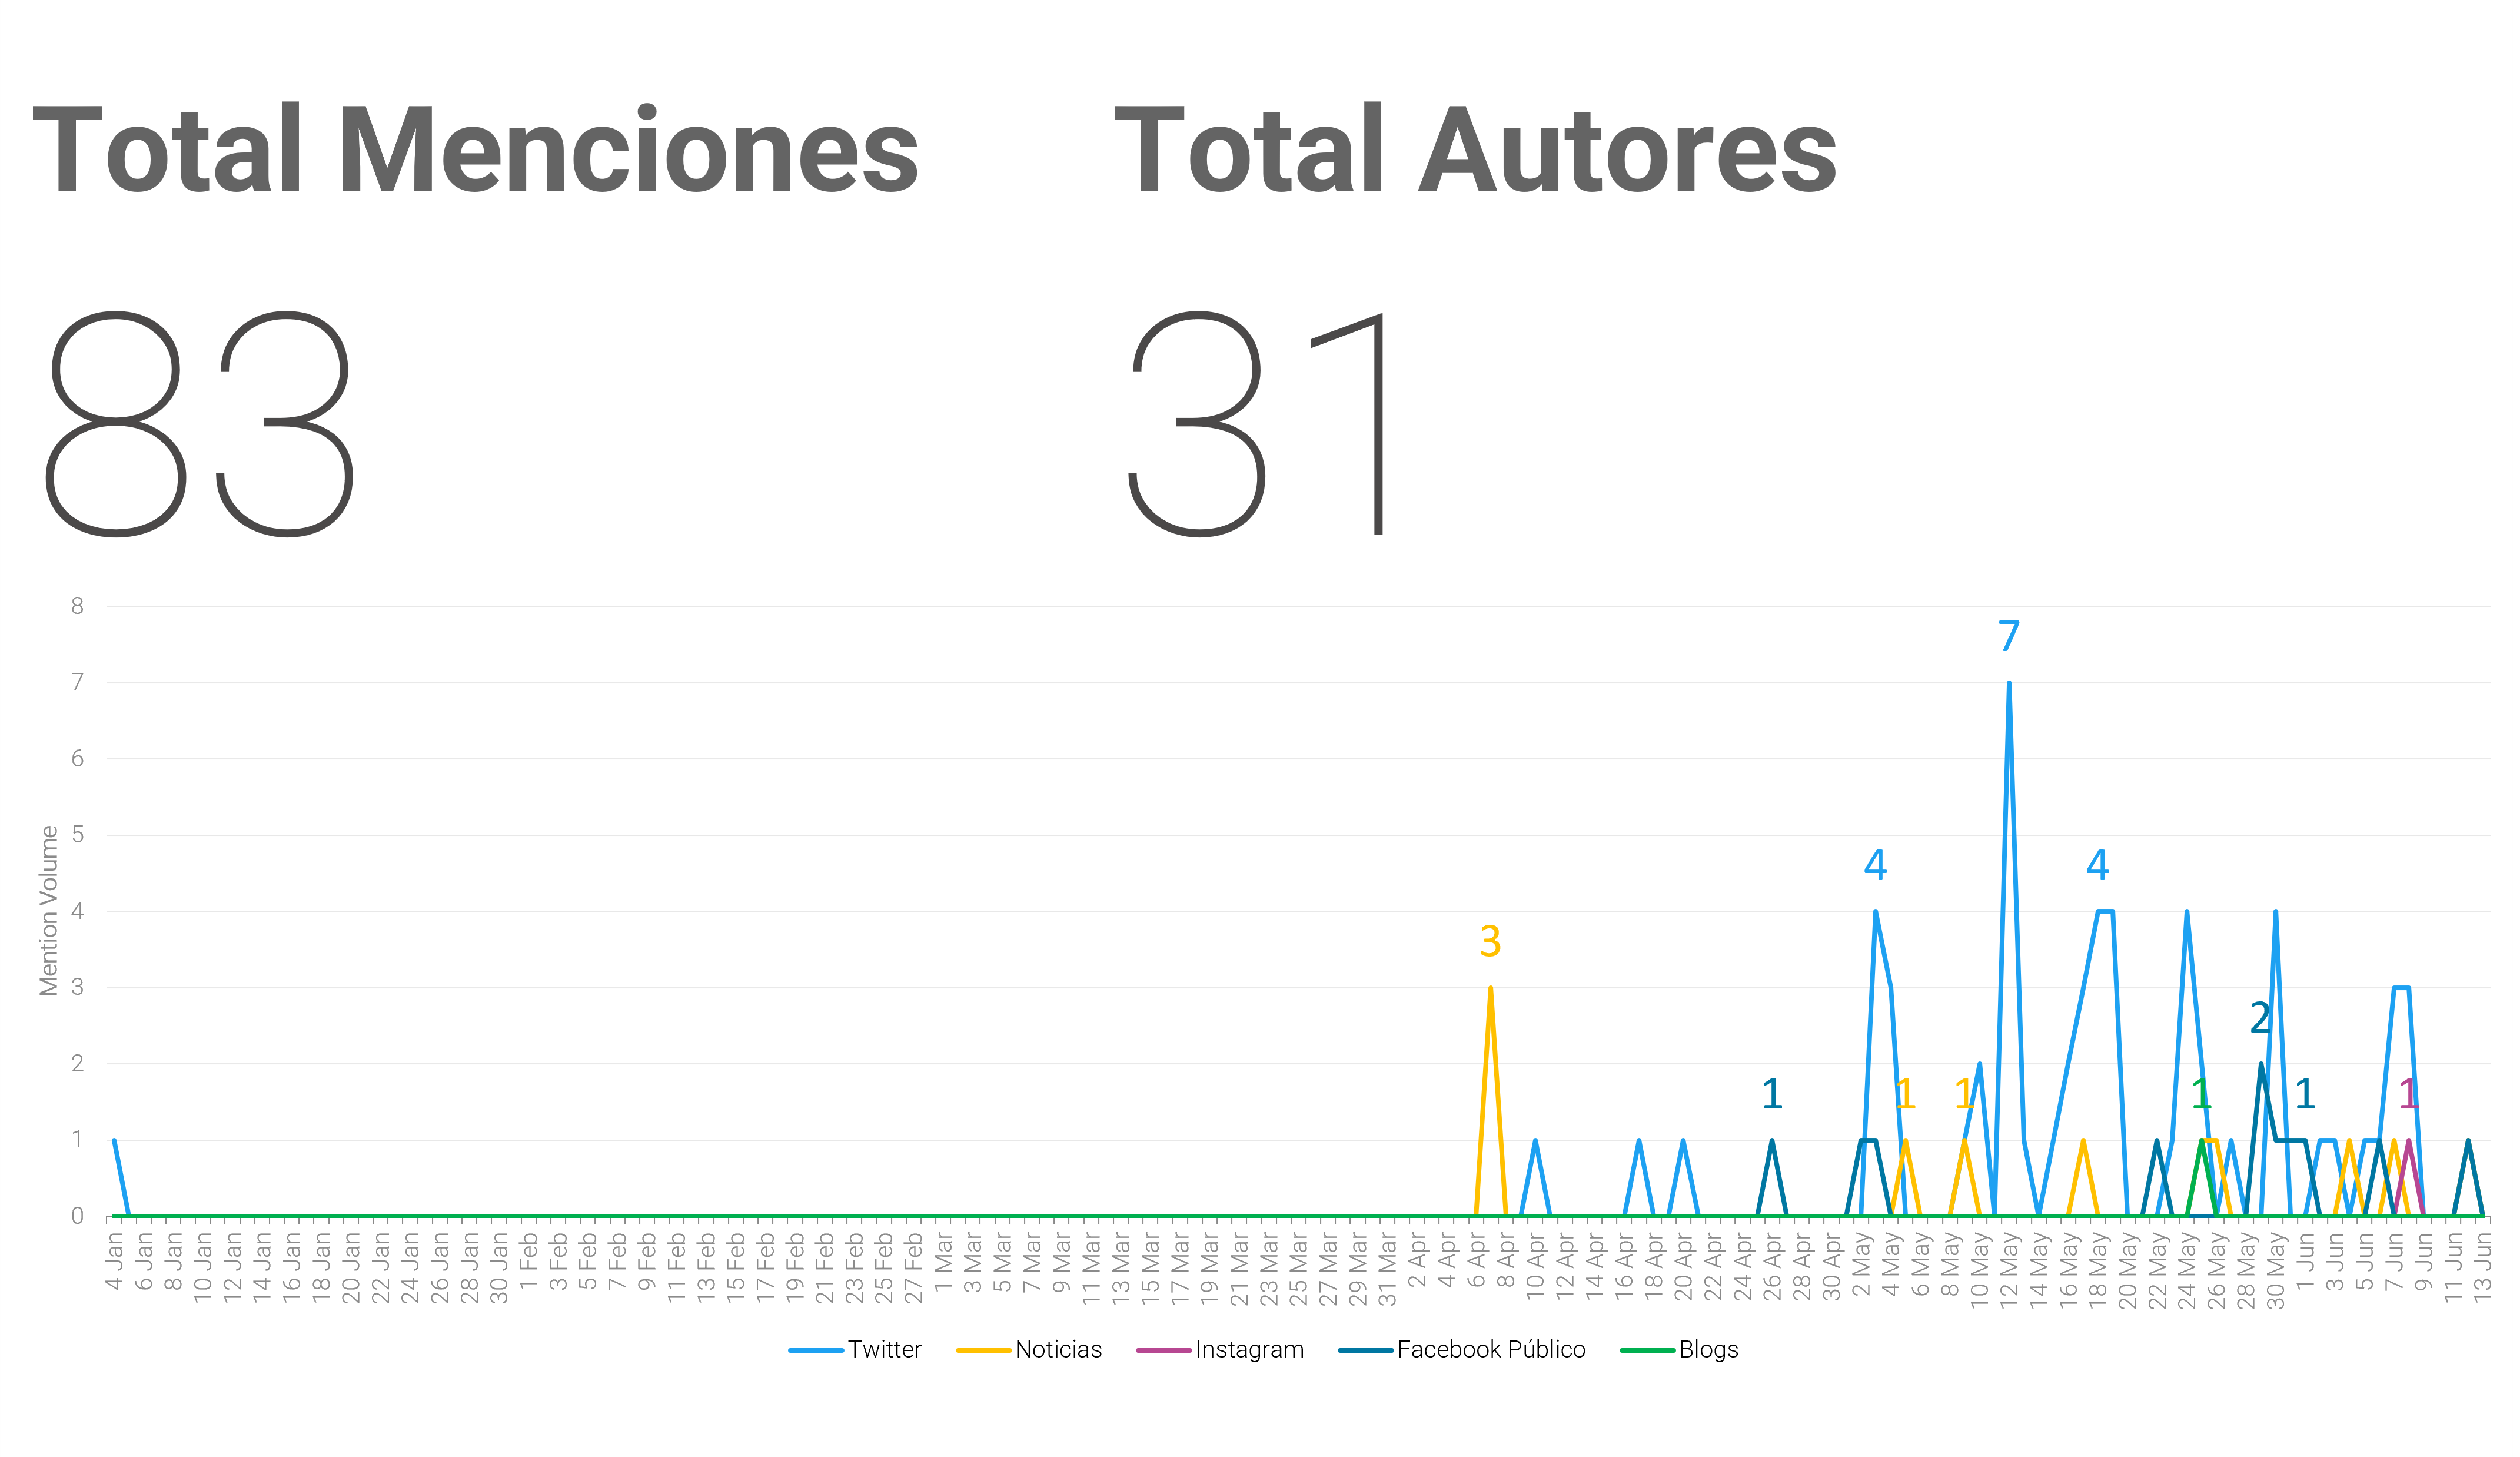 Total Menciones
Total Autores
83
31
Mention Volume
8
7
6
5
4
3
2
1
0
3
1
4
1
1
7
4
1
2
1
1
4 Jan
6 Jan
8 Jan
10 Jan
12 Jan
14 Jan
16 Jan
18 Jan
20 Jan
22 Jan
24 Jan
26 Jan
28 Jan
30 Jan
1 Feb
3 Feb
5 Feb
7 Feb
9 Feb
11 Feb
13 Feb
15 Feb
17 Feb
19 Feb
21 Feb
23 Feb
25 Feb
27 Feb
1 Mar
3 Mar
5 Mar
7 Mar
9 Mar
11 Mar
13 Mar
15 Mar
17 Mar
19 Mar
21 Mar
23 Mar
25 Mar
27 Mar
29 Mar
31 Mar
2 Apr
4 Apr
6 Apr
8 Apr
10 Apr
12 Apr
14 Apr
16 Apr
18 Apr
20 Apr
22 Apr
24 Apr
26 Apr
28 Apr
30 Apr
2 May
4 May
6 May
8 May
10 May
12 May
14 May
16 May
18 May
20 May
22 May
24 May
26 May
28 May
30 May
1 Jun
3 Jun
5 Jun
7 Jun
9 Jun
11 Jun
13 Jun
Twitter
Noticias
Instagram
Facebook Público
Blogs